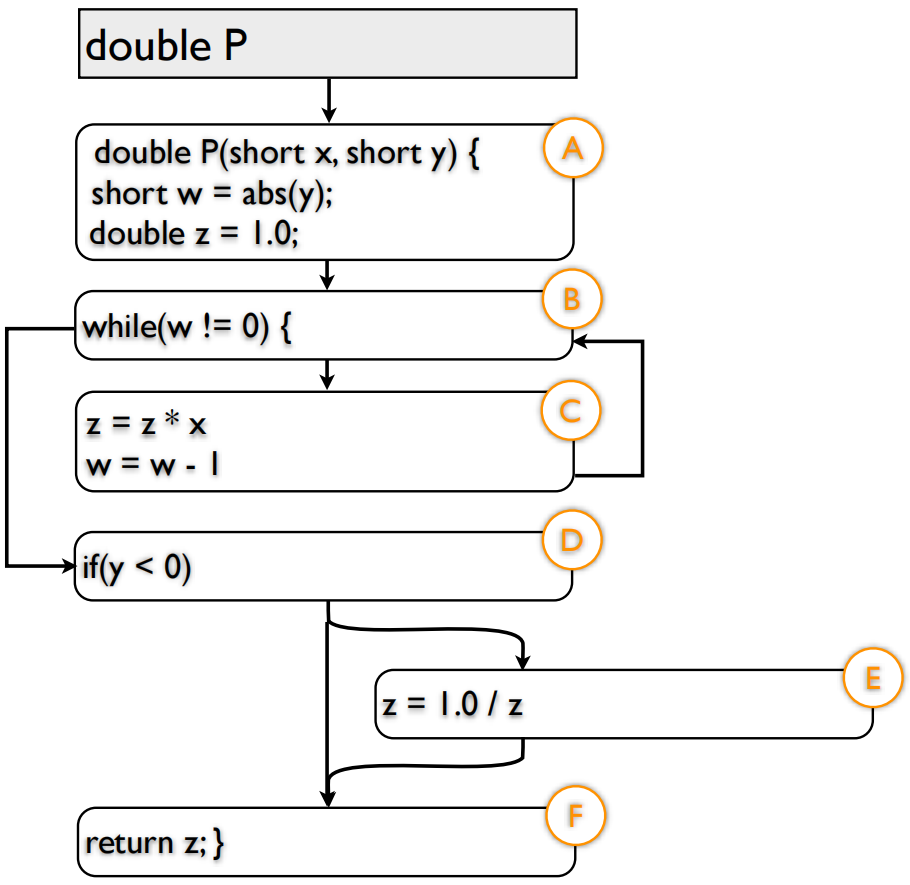 double P
A
double P(short x, short y) {
short w = abs(y);
double z = 1.0;
B
while(w != 0) {
C
z = z * x
w = w - 1
D
if(y < 0)
E
z = 1.0 / z
F
return z; }